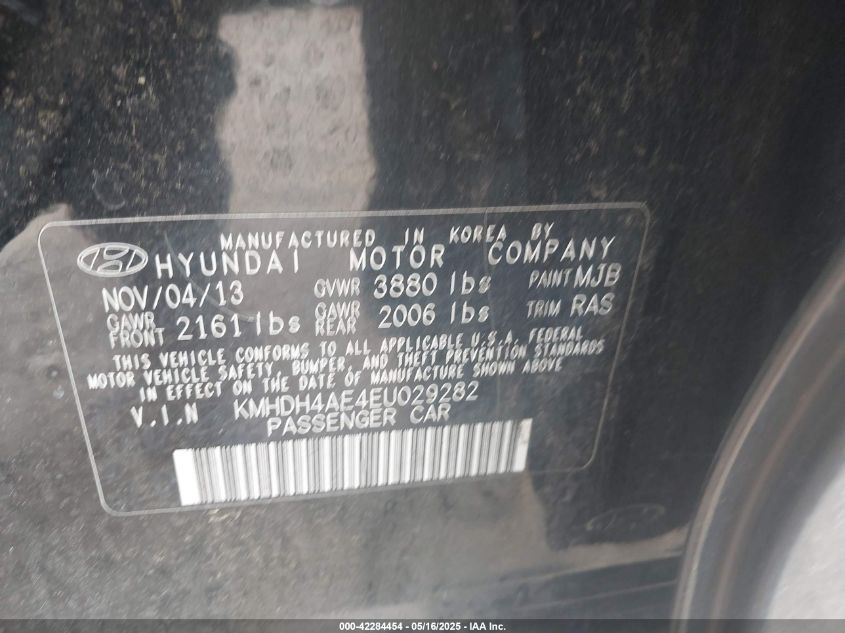 MANUFACTURED IN KOREA BY
HYUNDAI MOTOR COMPANY
NOV/04/13 GVWR 3880 lbs PAINT MJB
GAWR FRONT 2161 lbs GAWR REAR 2006 lbs TRIM RAS
THIS VEHICLE CONFORMS TO ALL APPLICABLE U.S.A. FEDERAL
MOTOR VEHICLE SAFETY, BUMPER, AND THEFT PREVENTION STANDARDS
IN EFFECT ON THE DATE OF MANUFACTURE SHOWN ABOVE
V.I.N KMHDH4AE4EU029282
PASSENGER CAR
000-42284454 - 05/16/2025 - IAA Inc.